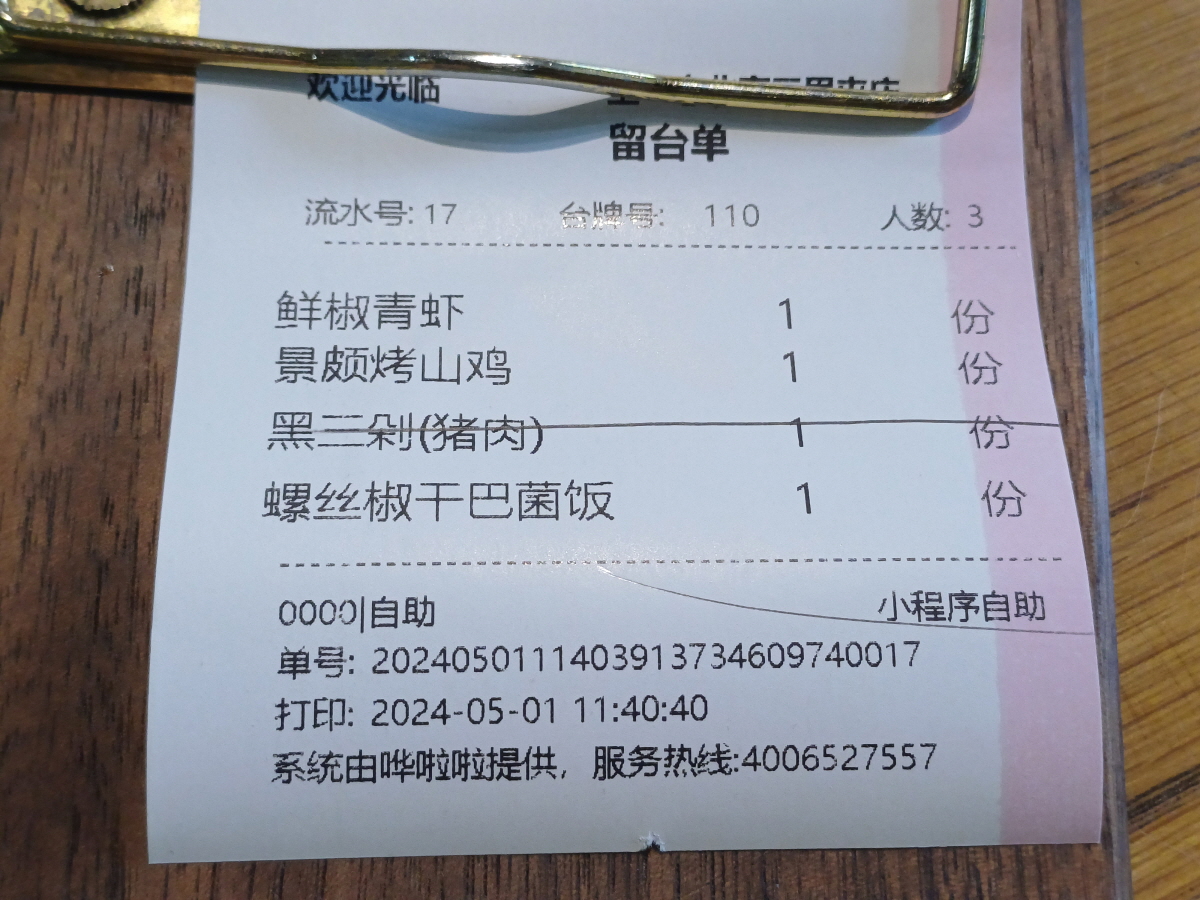 欢迎光临
留台单
流水号: 17 台牌号: 110 人数: 3
鲜椒青虾 1 份
景颇烤山鸡 1 份
黑三剁(猪肉) 1 份
螺丝椒干巴菌饭 1 份
0000|自助 小程序自助
单号: 2024050111403913734609740017
打印: 2024-05-01 11:40:40
系统由哗啦啦提供，服务热线:4006527557